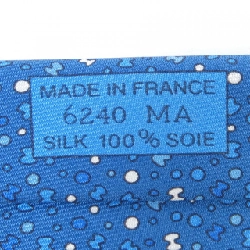 MADE IN FRANCE
6240 MA
SILK 100% SOIE